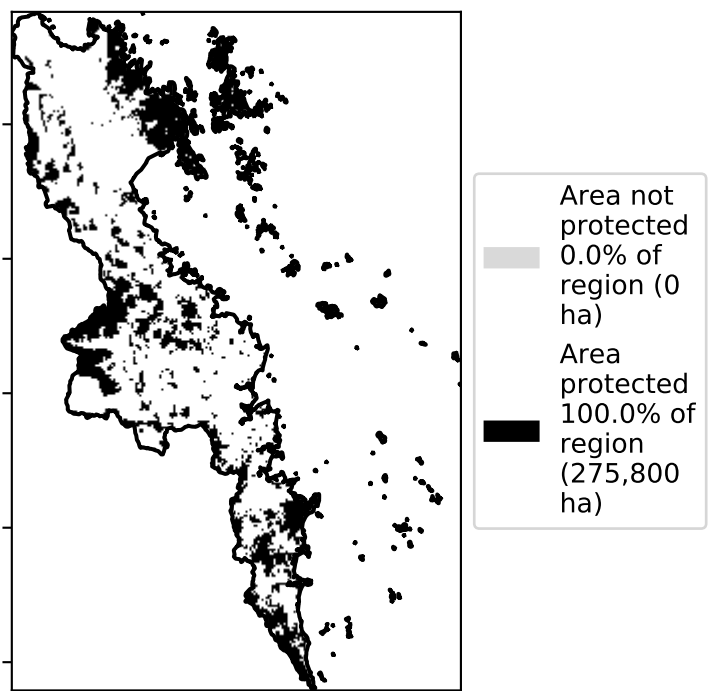 Area not
protected
0.0% of
region (0
ha)
Area
protected
100.0% of
region
(275,800
ha)